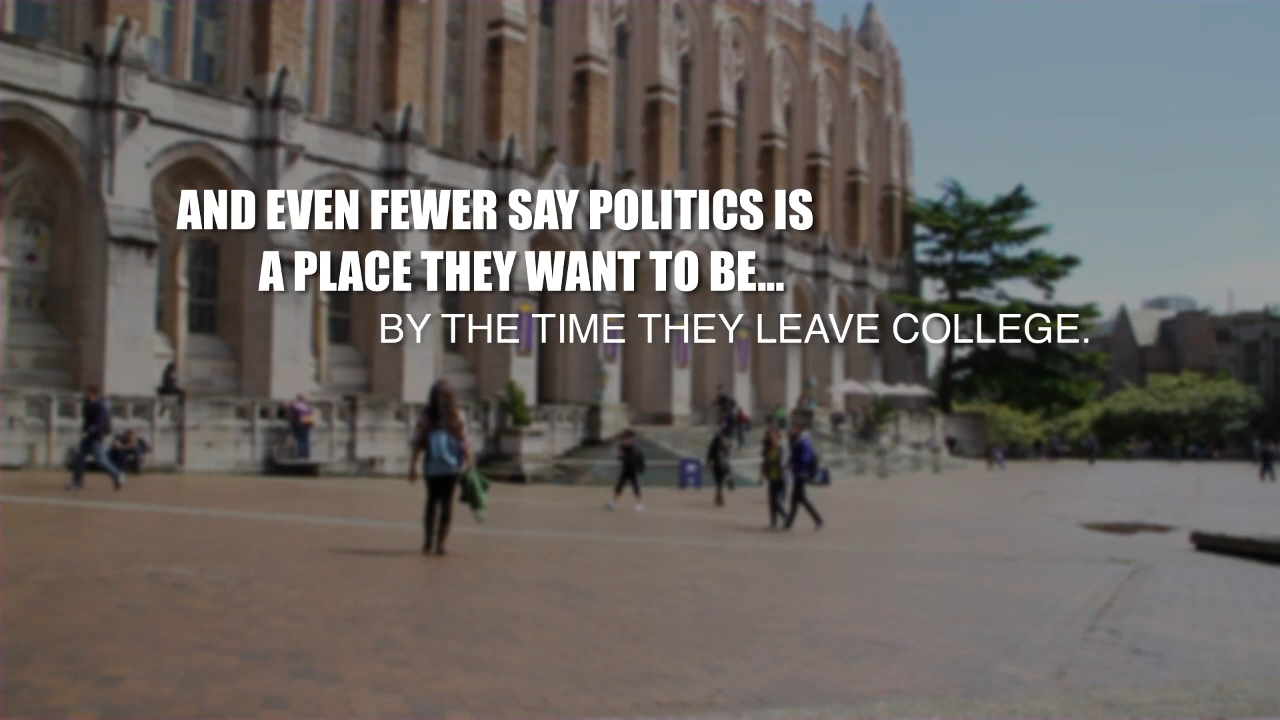 AND EVEN FEWER SAY POLITICS IS
A PLACE THEY WANT TO BE...
BY THE TIME THEY LEAVE COLLEGE.